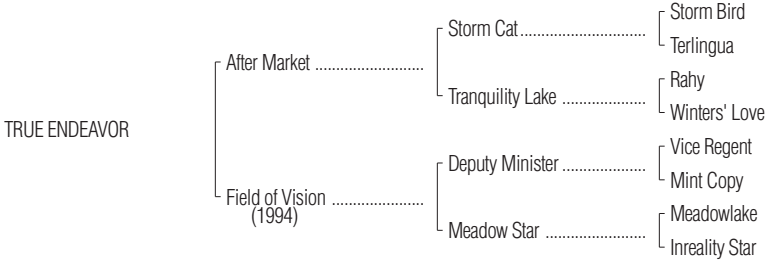 Storm Bird
Storm Cat..............................
Terlingua
After Market ..........................
Rahy
Tranquility Lake ....................
Winters' Love
TRUE ENDEAVOR
Vice Regent
Deputy Minister ....................
Mint Copy
Field of Vision ......................
(1994)
Meadowlake
Meadow Star ........................
Inreality Star